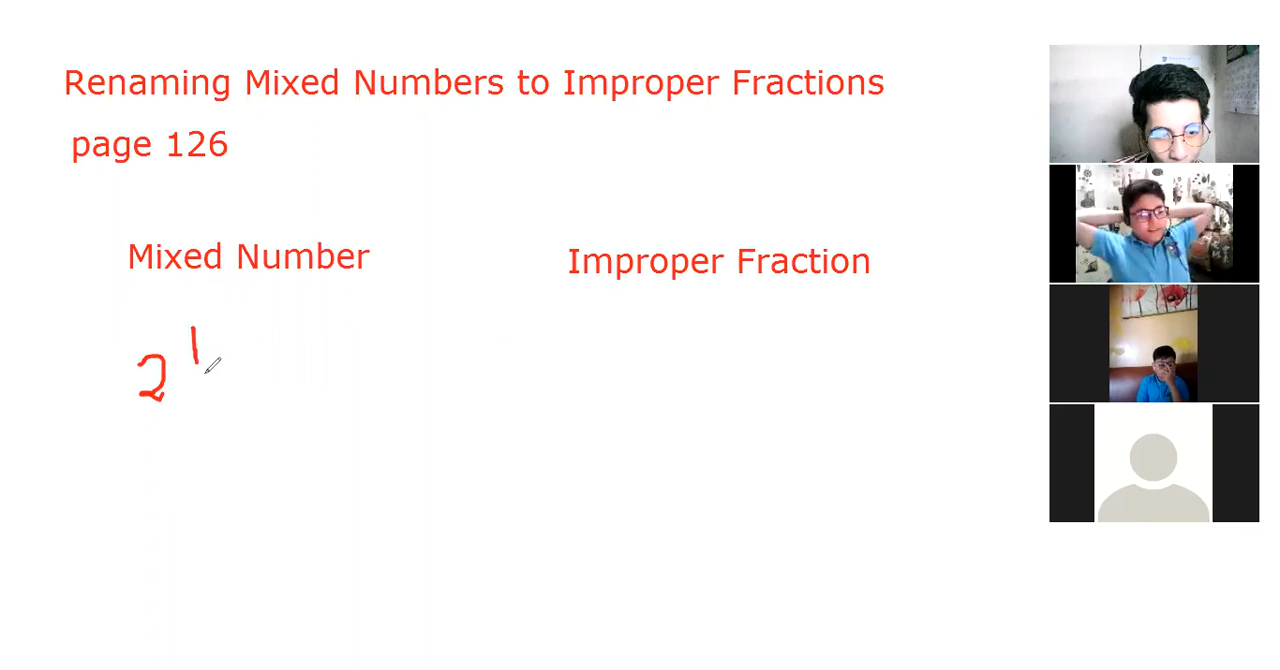 Renaming Mixed Numbers to Improper Fractions
page 126
Mixed Number
Improper Fraction
2 1